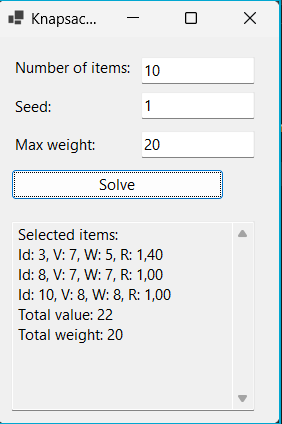 Knapsac...
Number of items: 10
Seed: 1
Max weight: 20
Solve
Selected items:
Id: 3, V: 7, W: 5, R: 1,40
Id: 8, V: 7, W: 7, R: 1,00
Id: 10, V: 8, W: 8, R: 1,00
Total value: 22
Total weight: 20